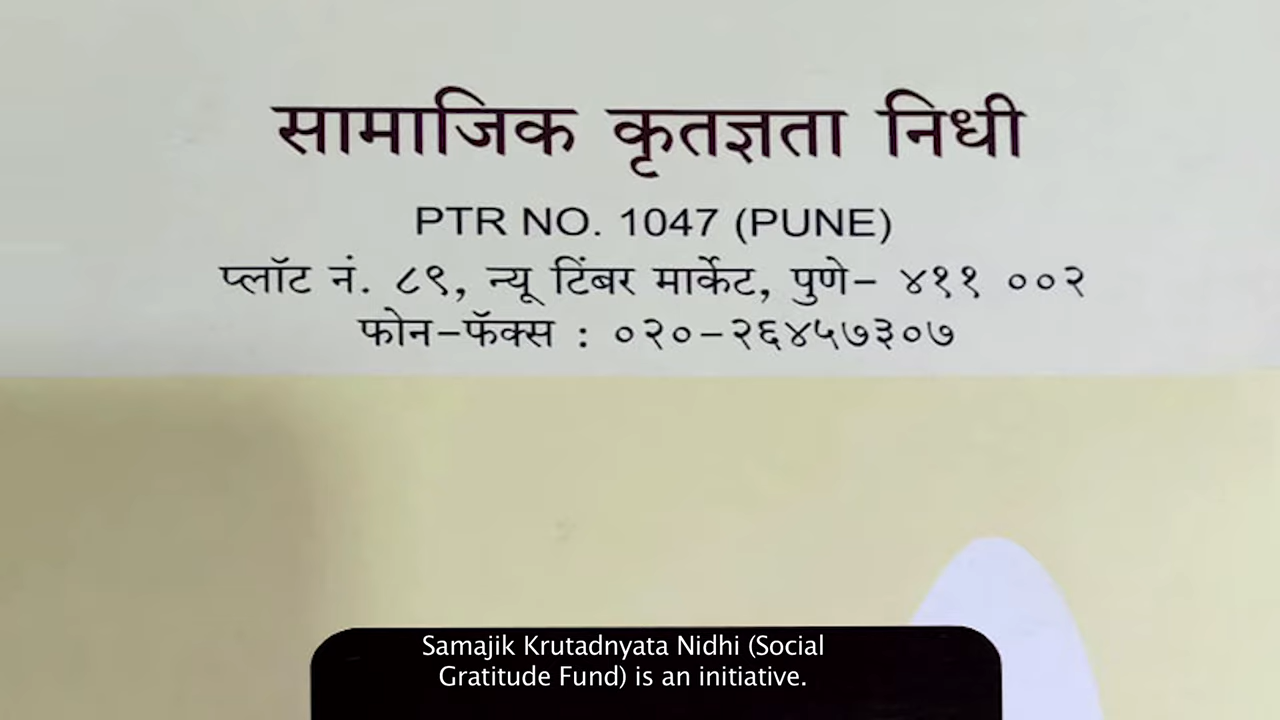 सामाजिक कृतज्ञता निधी
PTR NO. 1047 (PUNE)
प्लॉट नं. ८९, न्यू टिंबर मार्केट, पुणे- ४११ ००२
फोन-फॅक्स : ०२०-२६४५७३०७
Samajik Krutadnyata Nidhi (Social
Gratitude Fund) is an initiative.